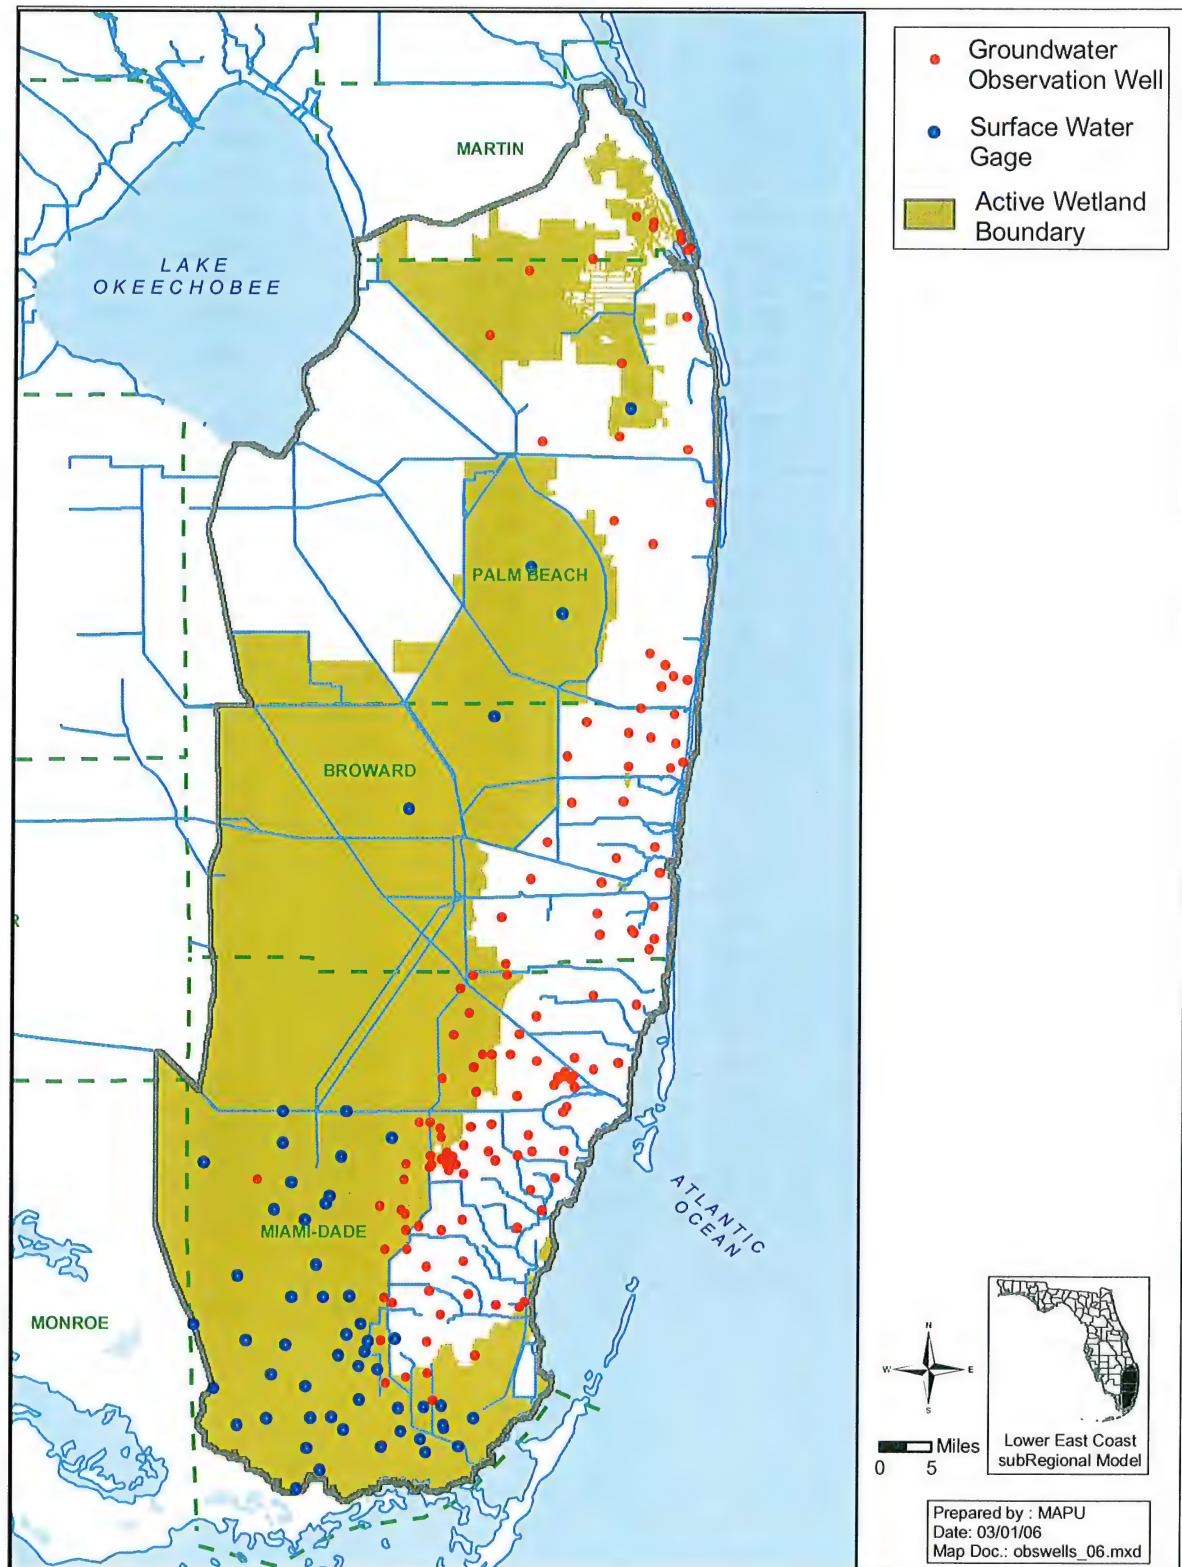 Groundwater
Observation Well
Surface Water
Gage
Active Wetland
Boundary
MARTIN
LAKE
OKEECHOBEE
PALM BEACH
BROWARD
R
MIAMI-DADE
MONROE
ATLANTIC
OCEAN
N
W
E
S
Miles
0 5
Lower East Coast
subRegional Model
Prepared by : MAPU
Date: 03/01/06
Map Doc.: obswells_06.mxd